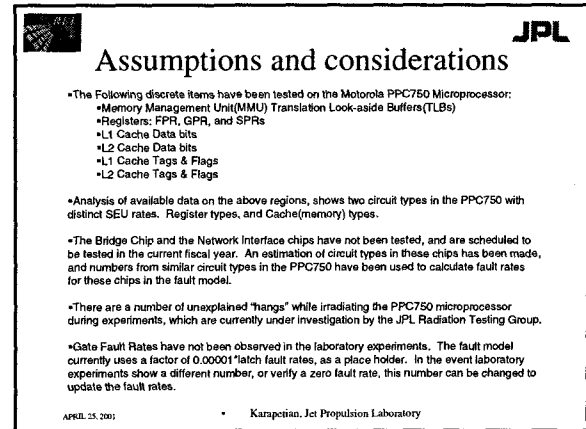 REE
JPL
Assumptions and considerations
•The Following discrete items have been tested on the Motorola PPC750 Microprocessor:
•Memory Management Unit(MMU) Translation Look-aside Buffers(TLBs)
•Registers: FPR, GPR, and SPRs
•L1 Cache Data bits
•L2 Cache Data bits
•L1 Cache Tags & Flags
•L2 Cache Tags & Flags
•Analysis of available data on the above regions, shows two circuit types in the PPC750 with
distinct SEU rates. Register types, and Cache(memory) types.
•The Bridge Chip and the Network Interface chips have not been tested, and are scheduled to
be tested in the current fiscal year. An estimation of circuit types in these chips has been made,
and numbers from similar circuit types in the PPC750 have been used to calculate fault rates
for these chips in the fault model.
•There are a number of unexplained "hangs" while irradiating the PPC750 microprocessor
during experiments, which are currently under investigation by the JPL Radiation Testing Group.
•Gate Fault Rates have not been observed in the laboratory experiments. The fault model
currently uses a factor of 0.00001*latch fault rates, as a place holder. In the event laboratory
experiments show a different number, or verify a zero fault rate, this number can be changed to
update the fault rates.
APRIL 25, 2001
• Karapetian, Jet Propulsion Laboratory